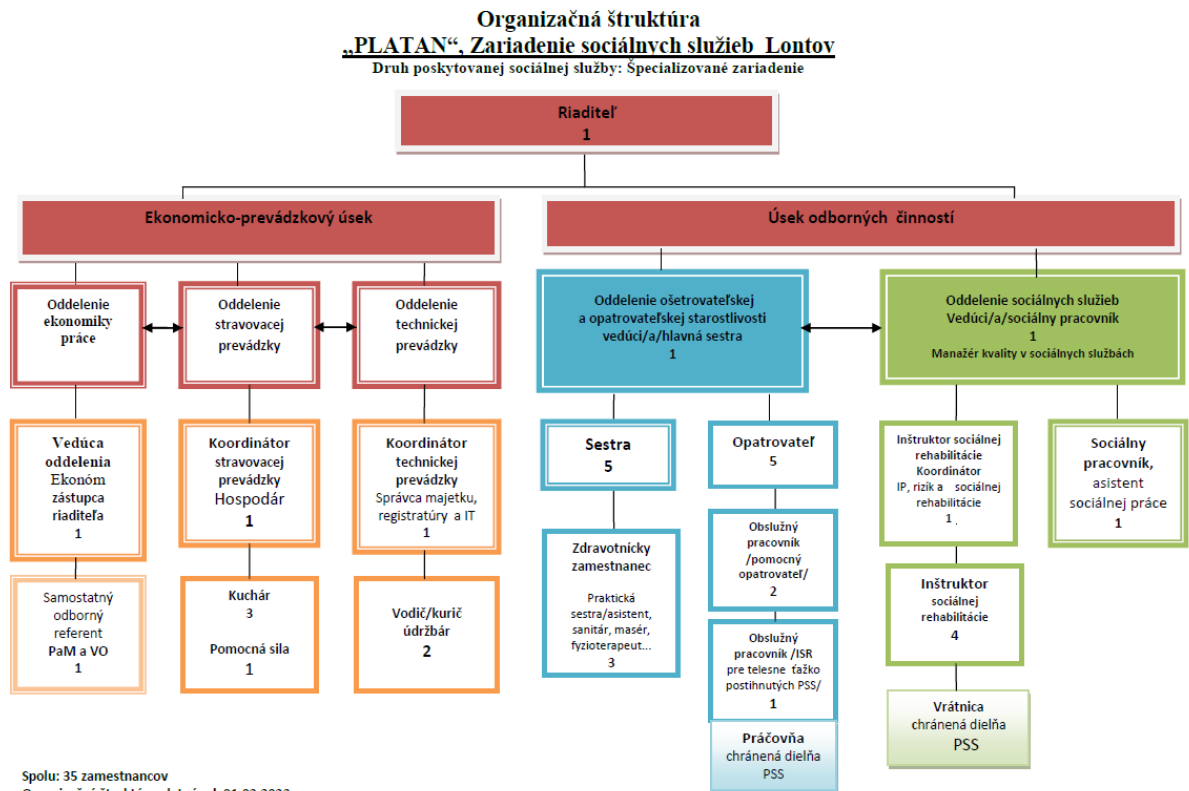 Organizačná štruktúra
„PLATAN“, Zariadenie sociálnych služieb Lontov
Druh poskytovanej sociálnej služby: Špecializované zariadenie
Riaditeľ
1
Ekonomicko-prevádzkový úsek
Úsek odborných činností
Oddelenie
ekonomiky
práce
Oddelenie
stravovacej
prevádzky
Oddelenie
technickej
prevádzky
Oddelenie ošetrovateľskej
a opatrovateľskej starostlivosti
vedúci/a/hlavná sestra
1
Oddelenie sociálnych služieb
Vedúci/a/sociálny pracovník
1
Manažér kvality v sociálnych službách
Vedúca
oddelenia
Ekonóm
zástupca
riaditeľa
1
Koordinátor
stravovacej
prevádzky
Hospodár
1
Koordinátor
technickej
prevádzky
Správca majetku,
registratúry a IT
1
Sestra
5
Opatrovateľ
5
Inštruktor sociálnej
rehabilitácie
Koordinátor
IP, rizík a sociálnej
rehabilitácie
1 .
Sociálny
pracovník,
asistent
sociálnej práce
1
Samostatný
odborný
referent
PaM a VO
1
Kuchár
3
Pomocná sila
1
Vodič/kurič
údržbár
2
Zdravotnícky
zamestnanec
Praktická
sestra/asistent,
sanitár, masér,
fyzioterapeut...
3
Obslužný
pracovník
/pomocný
opatrovateľ/
2
Obslužný
pracovník /ISR
pre telesne ťažko
postihnutých PSS/
1
Práčovňa
chránená dielňa
PSS
Inštruktor
sociálnej
rehabilitácie
4
Vrátnica
chránená dielňa
PSS
Spolu: 35 zamestnancov